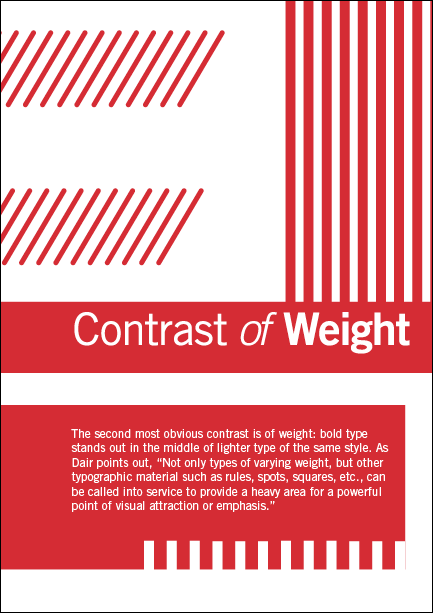 Contrast of Weight
The second most obvious contrast is of weight: bold type
stands out in the middle of lighter type of the same style. As
Dair points out, “Not only types of varying weight, but other
typographic material such as rules, spots, squares, etc., can
be called into service to provide a heavy area for a powerful
point of visual attraction or emphasis.”